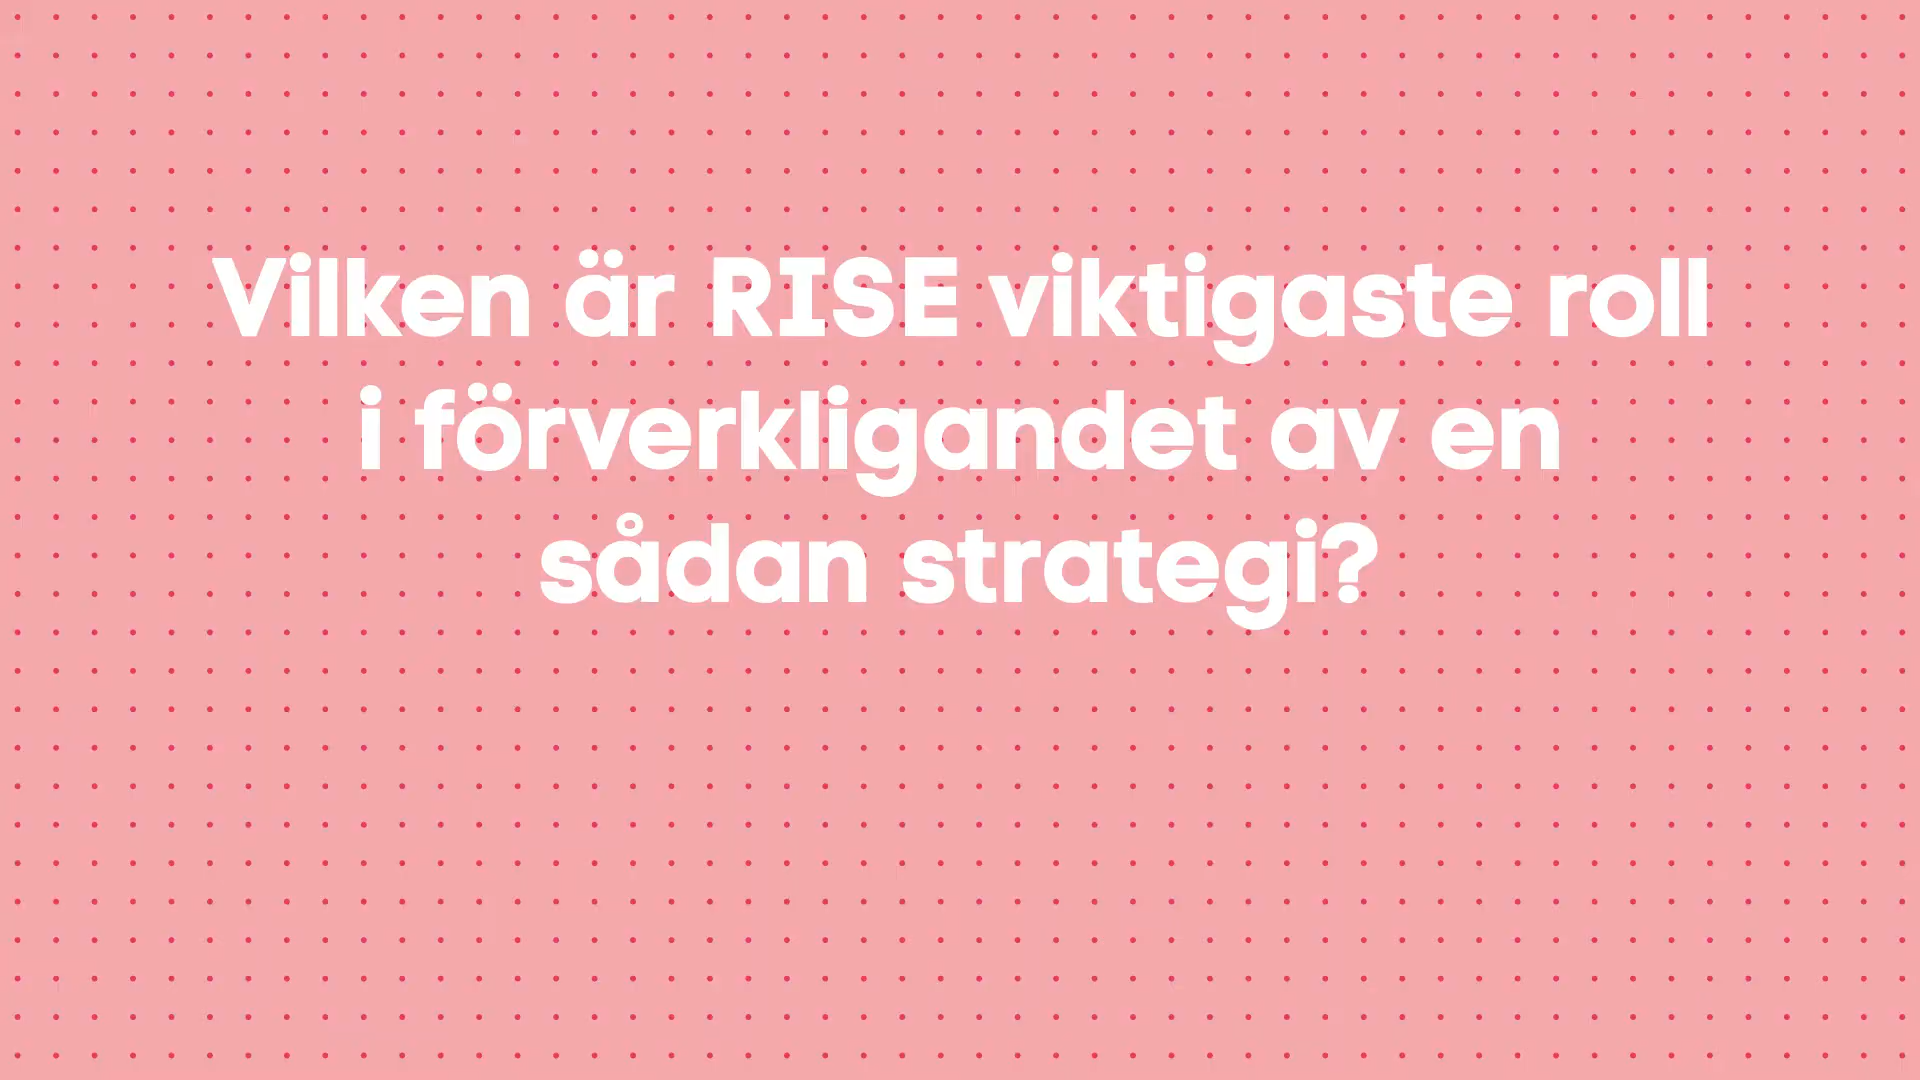 Vilken är RISE viktigaste roll
i förverkligandet av en
sådan strategi?